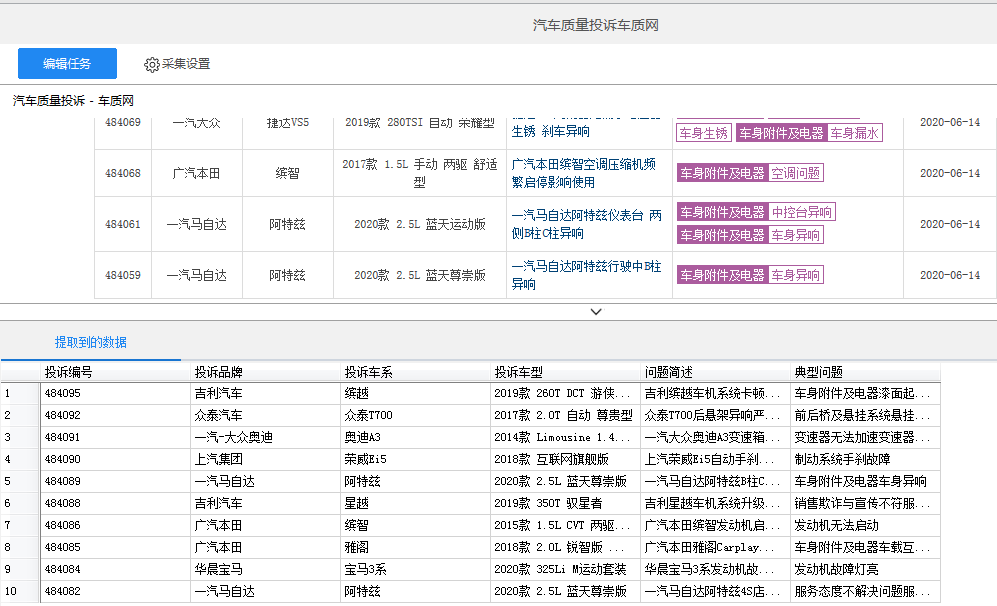 汽车质量投诉车质网
编辑任务 采集设置
汽车质量投诉 - 车质网
484069 一汽大众 捷达VS5 2019款 280TSI 自动 荣耀型 生锈 刹车异响 车身生锈 车身附件及电器 车身漏水 2020-06-14
484068 广汽本田 缤智 2017款 1.5L 手动 两驱 舒适型 广汽本田缤智空调压缩机频繁启停影响使用 车身附件及电器 空调问题 2020-06-14
484061 一汽马自达 阿特兹 2020款 2.5L 蓝天运动版 一汽马自达阿特兹仪表台 两侧B柱C柱异响 车身附件及电器 中控台异响 车身附件及电器 车身异响 2020-06-14
484059 一汽马自达 阿特兹 2020款 2.5L 蓝天尊崇版 一汽马自达阿特兹行驶中B柱异响 车身附件及电器 车身异响 2020-06-14
提取到的数据
投诉编号 投诉品牌 投诉车系 投诉车型 问题简述 典型问题
1 484095 吉利汽车 缤越 2019款 260T DCT 游侠... 吉利缤越车机系统卡顿... 车身附件及电器漆面起...
2 484092 众泰汽车 众泰T700 2017款 2.0T 自动 尊贵型 众泰T700后悬架异响严... 前后桥及悬挂系统悬挂...
3 484091 一汽-大众奥迪 奥迪A3 2014款 Limousine 1.4... 一汽大众奥迪A3变速箱... 变速器无法加速变速器...
4 484090 上汽集团 荣威Ei5 2018款 互联网旗舰版 上汽荣威Ei5自动手刹... 制动系统手刹故障
5 484089 一汽马自达 阿特兹 2020款 2.5L 蓝天尊崇版 一汽马自达阿特兹B柱C... 车身附件及电器车身异响
6 484088 吉利汽车 星越 2019款 350T 驭星者 吉利星越车机系统升级... 销售欺诈与宣传不符服...
7 484086 广汽本田 缤智 2015款 1.5L CVT 两驱... 广汽本田缤智发动机启... 发动机无法启动
8 484085 广汽本田 雅阁 2018款 2.0L 锐智版 ... 广汽本田雅阁Carplay... 车身附件及电器车载互...
9 484084 华晨宝马 宝马3系 2020款 325Li M运动套装 华晨宝马3系发动机故... 发动机故障灯亮
10 484082 一汽马自达 阿特兹 2020款 2.5L 蓝天尊崇版 一汽马自达阿特兹4S店... 服务态度不解决问题服...